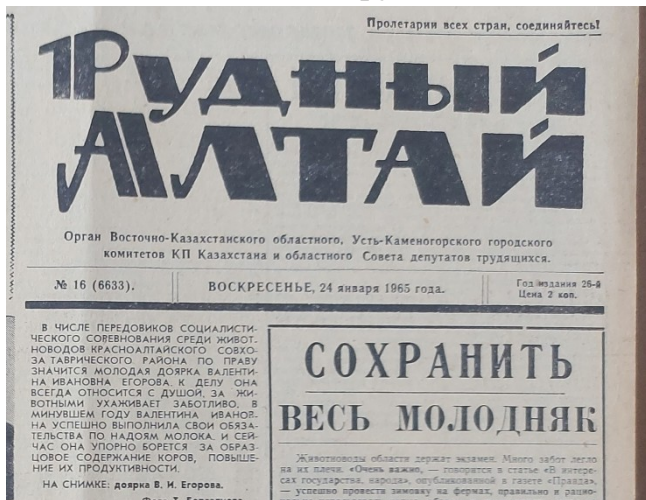 Пролетарии всех стран, соединяйтесь!
РУДНЫЙ
АЛТАЙ
Орган Восточно-Казахстанского областного, Усть-Каменогорского городского
комитетов КП Казахстана и областного Совета депутатов трудящихся.
№ 16 (6633).
ВОСКРЕСЕНЬЕ, 24 января 1965 года.
Год издания 26-й
Цена 2 коп.
В ЧИСЛЕ ПЕРЕДОВИКОВ СОЦИАЛИСТИ-
ЧЕСКОГО СОРЕВНОВАНИЯ СРЕДИ ЖИВОТ-
НОВОДОВ КРАСНОАЛТАЙСКОГО СОВХО-
ЗА ТАВРИЧЕСКОГО РАЙОНА ПО ПРАВУ
ЗНАЧИТСЯ МОЛОДАЯ ДОЯРКА ВАЛЕНТИ-
НА ИВАНОВНА ЕГОРОВА. К ДЕЛУ ОНА
ВСЕГДА ОТНОСИТСЯ С ДУШОЙ, ЗА ЖИ-
ВОТНЫМИ УХАЖИВАЕТ ЗАБОТЛИВО. В
МИНУВШЕМ ГОДУ ВАЛЕНТИНА ИВАНОВ-
НА УСПЕШНО ВЫПОЛНИЛА СВОИ ОБЯЗА-
ТЕЛЬСТВА ПО НАДОЯМ МОЛОКА. И СЕЙ-
ЧАС ОНА УПОРНО БОРЕТСЯ ЗА ОБРАЗ-
ЦОВОЕ СОДЕРЖАНИЕ КОРОВ, ПОВЫШЕ-
НИЕ ИХ ПРОДУКТИВНОСТИ.
НА СНИМКЕ: доярка В. И. Егорова.
СОХРАНИТЬ
ВЕСЬ МОЛОДНЯК
Животноводы области держат экзамен. Много забот легло
на их плечи. «Очень важно, — говорится в статье «В интере-
сах государства, народа», опубликованной в газете «Правда»,
— успешно провести зимовку на фермах, правильно и рацио-